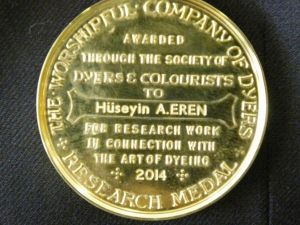 THE · WORSHIPFUL · COMPANY OF DYERS
AWARDED
THROUGH THE SOCIETY OF
DYERS & COLOURISTS
TO
Hüseyin A.EREN
FOR RESEARCH WORK
IN CONNECTION WITH
THE ART OF DYEING
· 2014 ·
RESEARCH MEDAL